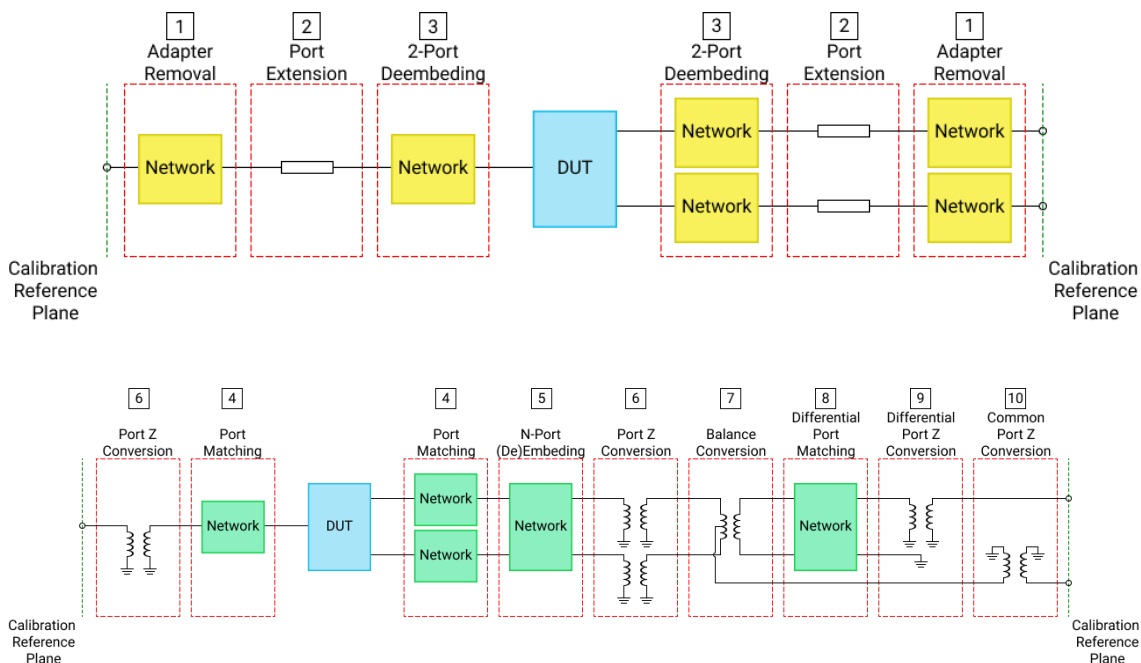 1
Adapter
Removal
2
Port
Extension
3
2-Port
Deembeding
3
2-Port
Deembeding
2
Port
Extension
1
Adapter
Removal
Network
Network
DUT
Network
Network
Network
Network
Calibration
Reference
Plane
Calibration
Reference
Plane
6
Port Z
Conversion
4
Port
Matching
4
Port
Matching
5
N-Port
(De)Embeding
6
Port Z
Conversion
7
Balance
Conversion
8
Differential
Port
Matching
9
Differential
Port Z
Conversion
10
Common
Port Z
Conversion
Network
DUT
Network
Network
Network
Network
Calibration
Reference
Plane
Calibration
Reference
Plane